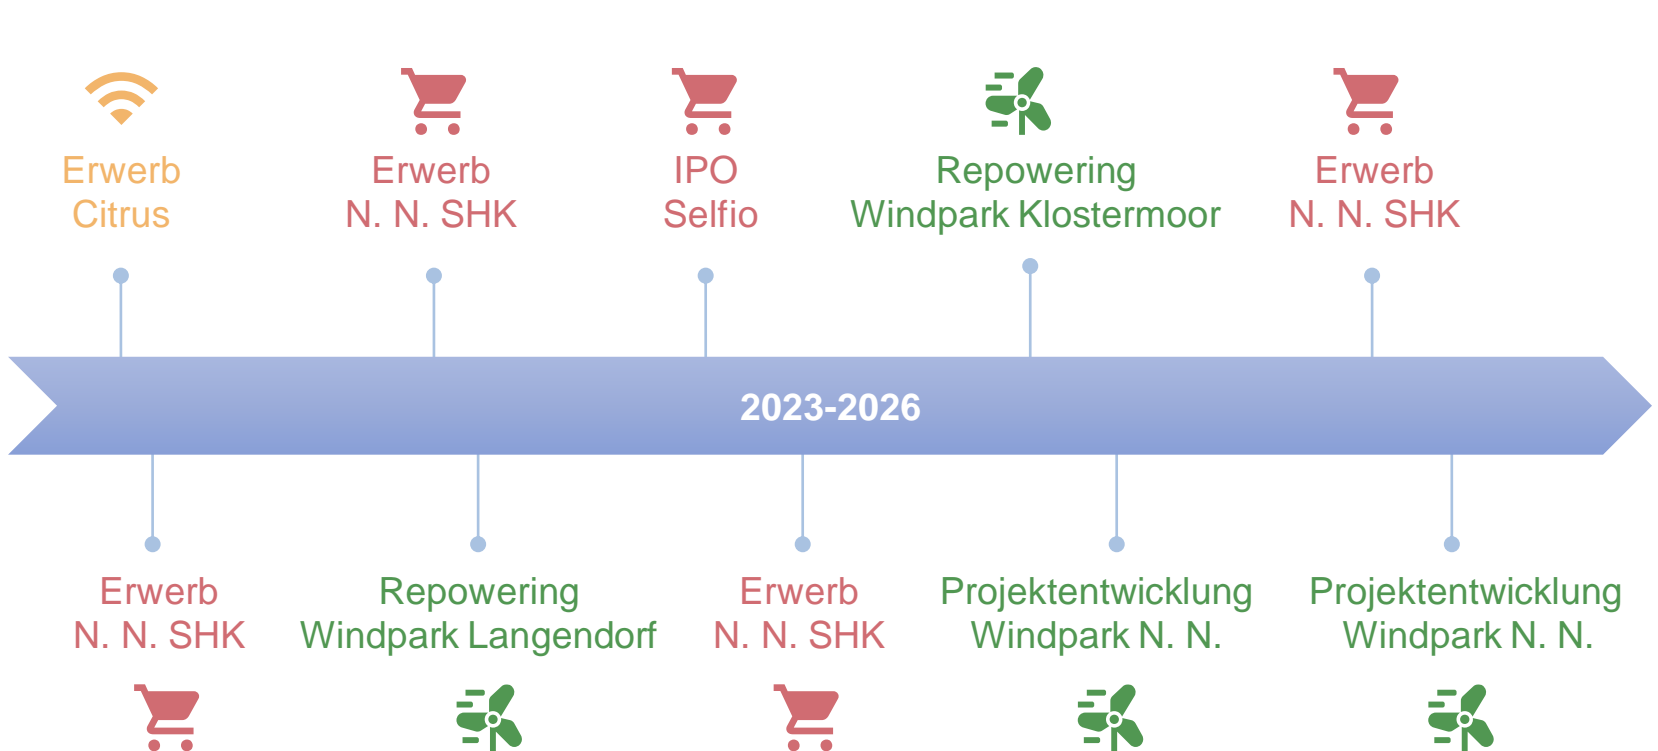 Erwerb
Citrus
Erwerb
N. N. SHK
IPO
Selfio
Repowering
Windpark Klostermoor
Erwerb
N. N. SHK
2023-2026
Erwerb
N. N. SHK
Repowering
Windpark Langendorf
Erwerb
N. N. SHK
Projektentwicklung
Windpark N. N.
Projektentwicklung
Windpark N. N.